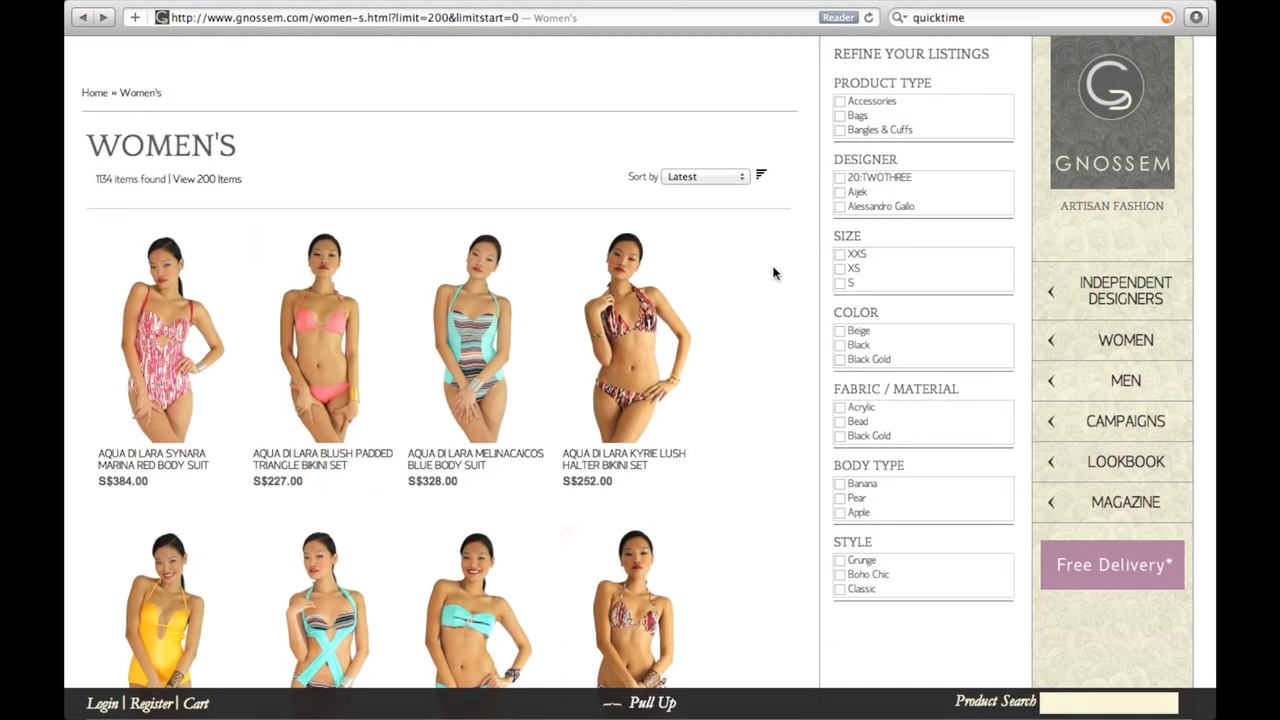 http://www.gnossem.com/women-s.html?limit=200&limitstart=0 — Women's
Reader
quicktime
Home » Women's
WOMEN'S
1134 items found | View 200 Items
Sort by Latest
AQUA DI LARA SYNARA
MARINA RED BODY SUIT
S$384.00
AQUA DI LARA BLUSH PADDED
TRIANGLE BIKINI SET
S$227.00
AQUA DI LARA MELINACAICOS
BLUE BODY SUIT
S$328.00
AQUA DI LARA KYRIE LUSH
HALTER BIKINI SET
S$252.00
REFINE YOUR LISTINGS
PRODUCT TYPE
Accessories
Bags
Bangles & Cuffs
DESIGNER
20:TWOTHREE
Aijek
Alessandro Gallo
SIZE
XXS
XS
S
COLOR
Beige
Black
Black Gold
FABRIC / MATERIAL
Acrylic
Bead
Black Gold
BODY TYPE
Banana
Pear
Apple
STYLE
Grunge
Boho Chic
Classic
G
GNOSSEM
ARTISAN FASHION
INDEPENDENT
DESIGNERS
WOMEN
MEN
CAMPAIGNS
LOOKBOOK
MAGAZINE
Free Delivery*
Login | Register | Cart
Pull Up
Product Search